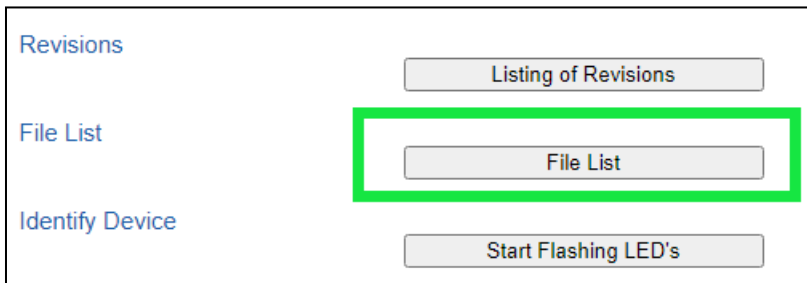 Revisions
Listing of Revisions
File List
File List
Identify Device
Start Flashing LED's